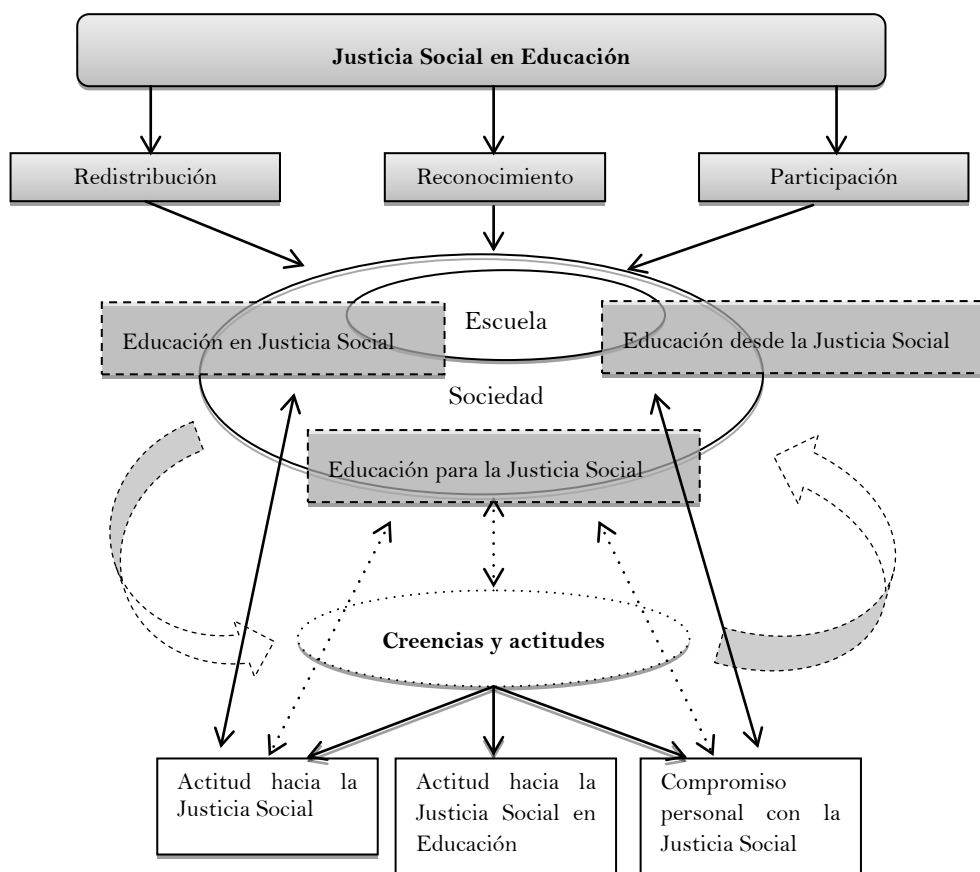 Justicia Social en Educación
Redistribución
Reconocimiento
Participación
Escuela
Educación en Justicia Social
Educación desde la Justicia Social
Sociedad
Educación para la Justicia Social
Creencias y actitudes
Actitud hacia la
Justicia Social
Actitud hacia la
Justicia Social en
Educación
Compromiso
personal con la
Justicia Social